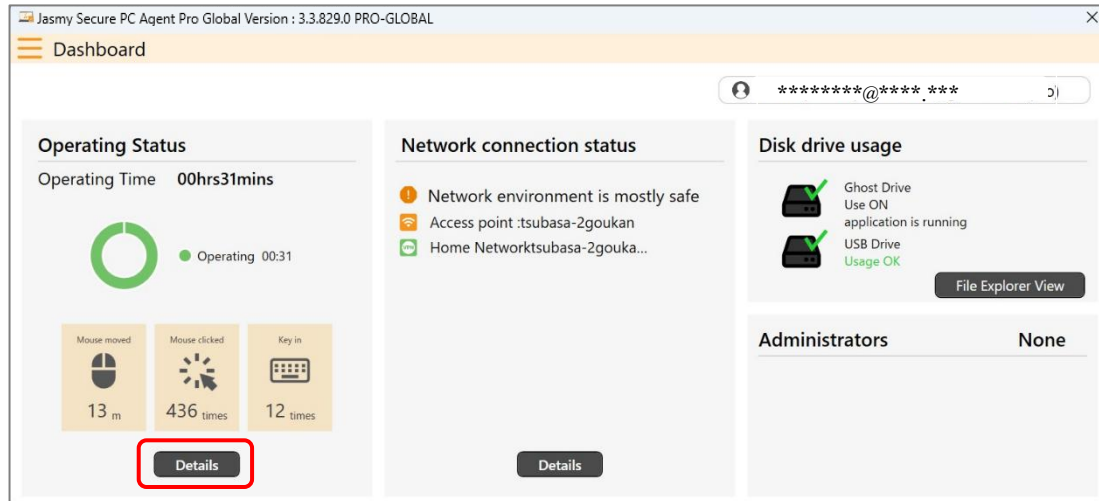 Jasmy Secure PC Agent Pro Global Version : 3.3.829.0 PRO-GLOBAL
Dashboard
********@****.***
Operating Status
Operating Time 00hrs31mins
Operating 00:31
Mouse moved
13 m
Mouse clicked
436 times
Key in
12 times
Details
Network connection status
Network environment is mostly safe
Access point :tsubasa-2goukan
VPN
Home Networktsubasa-2gouka...
Details
Disk drive usage
Ghost Drive
Use ON
application is running
USB Drive
Usage OK
File Explorer View
Administrators None